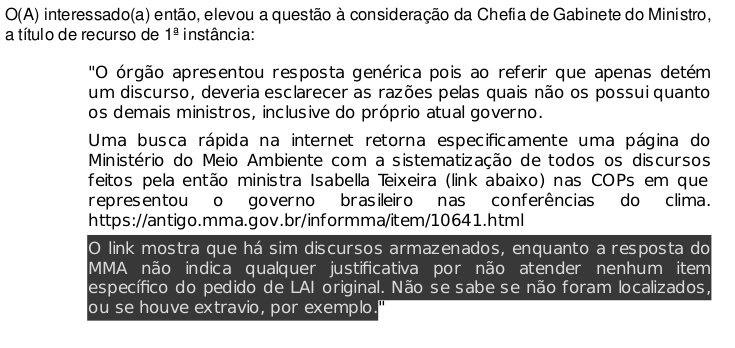 O(A) interessado(a) então, elevou a questão à consideração da Chefia de Gabinete do Ministro,
a título de recurso de 1ª instância:
"O órgão apresentou resposta genérica pois ao referir que apenas detém
um discurso, deveria esclarecer as razões pelas quais não os possui quanto
os demais ministros, inclusive do próprio atual governo.
Uma busca rápida na internet retorna especificamente uma página do
Ministério do Meio Ambiente com a sistematização de todos os discursos
feitos pela então ministra Isabella Teixeira (link abaixo) nas COPs em que
representou o governo brasileiro nas conferências do clima.
https://antigo.mma.gov.br/informma/item/10641.html
O link mostra que há sim discursos armazenados, enquanto a resposta do
MMA não indica qualquer justificativa por não atender nenhum item
específico do pedido de LAI original. Não se sabe se não foram localizados,
ou se houve extravio, por exemplo."